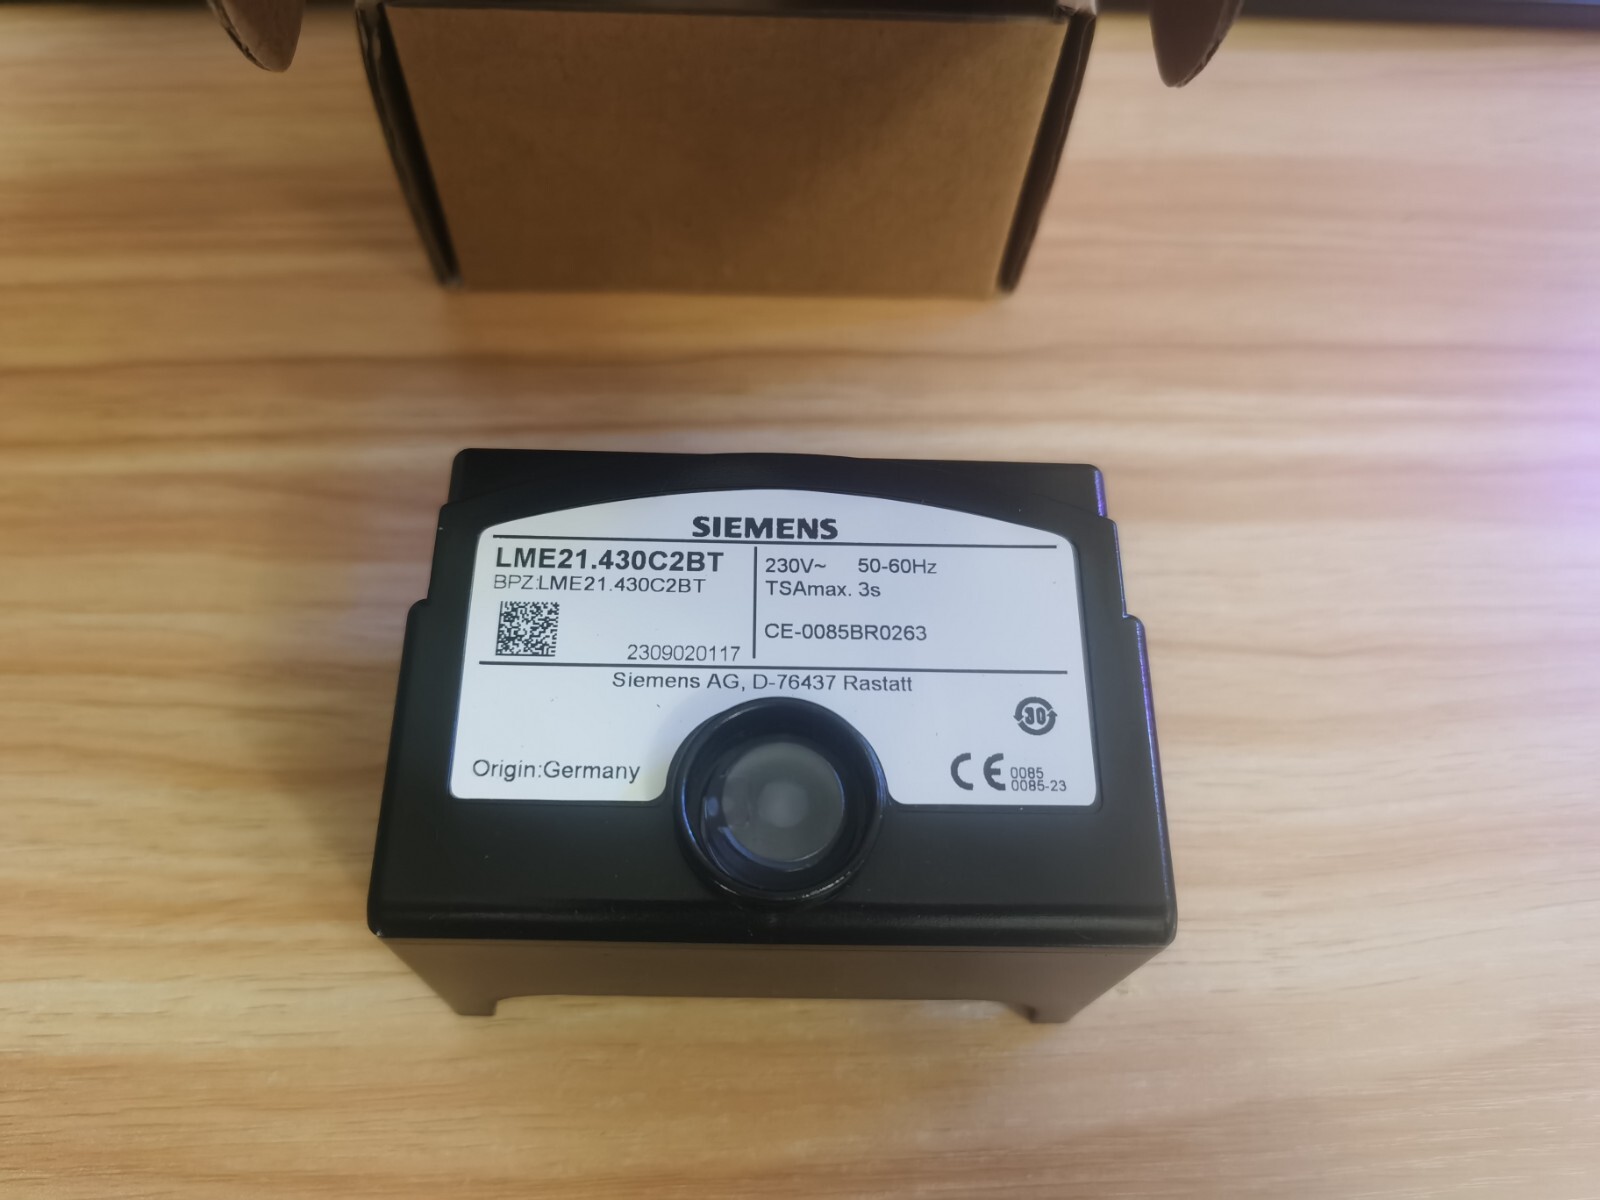 SIEMENS
LME21.430C2BT
BPZ:LME21.430C2BT
2309020117
230V~ 50-60Hz
TSAmax. 3s
CE-0085BR0263
Siemens AG, D-76437 Rastatt
30
Origin:Germany
CE 0085
0085-23